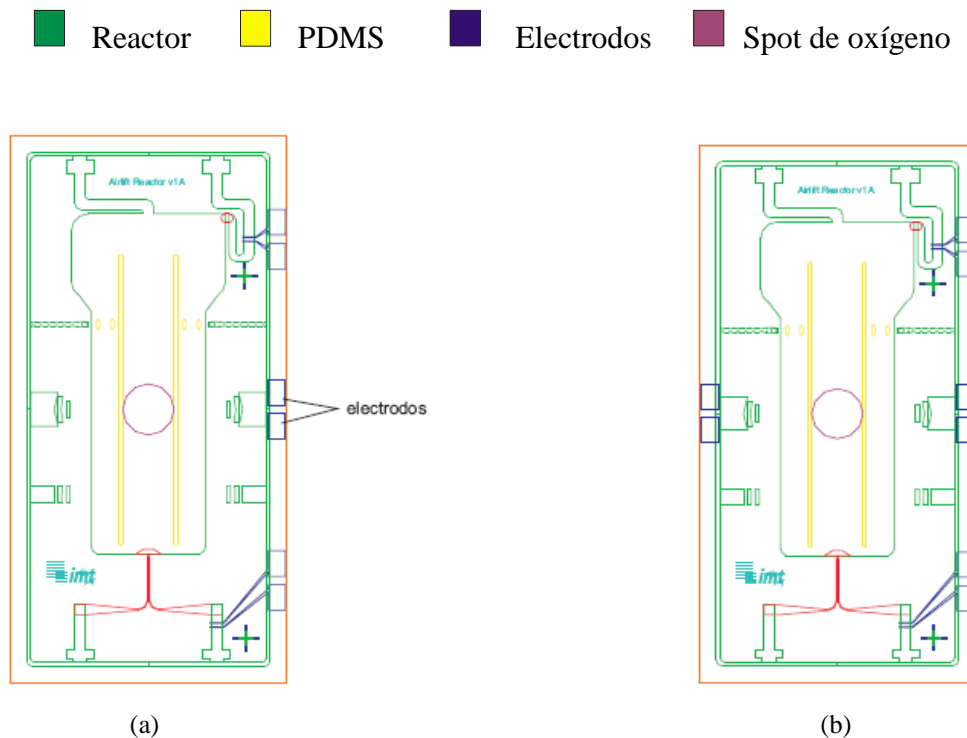 Reactor PDMS Electrodos Spot de oxígeno
Airlift Reactor v1A
Airlift Reactor v1A
electrodos
imt
imt
(a) (b)